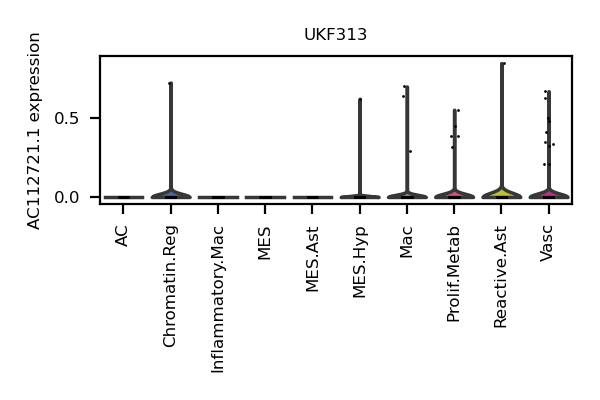 UKF313
AC112721.1 expression
0.5
0.0
AC
Chromatin.Reg
Inflammatory.Mac
MES
MES.Ast
MES.Hyp
Mac
Prolif.Metab
Reactive.Ast
Vasc